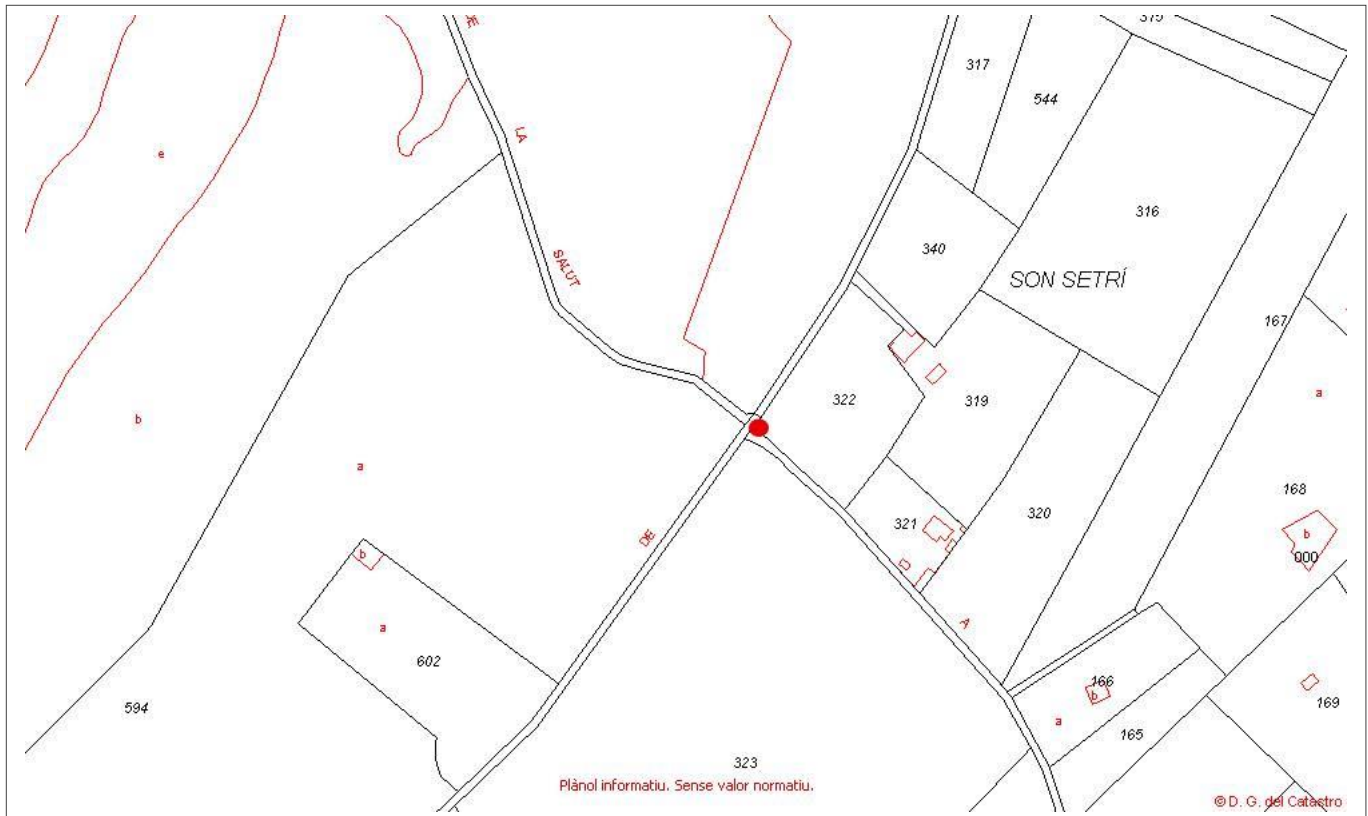 375
317
544
LA
e
316
340
SALUT
SON SETRÍ
167
a
322
319
b
a
168
320
321
DE
b
000
b
a
A
602
166
b
169
594
a
165
323
Plànol informatiu. Sense valor normatiu.
© D. G. del Catastro